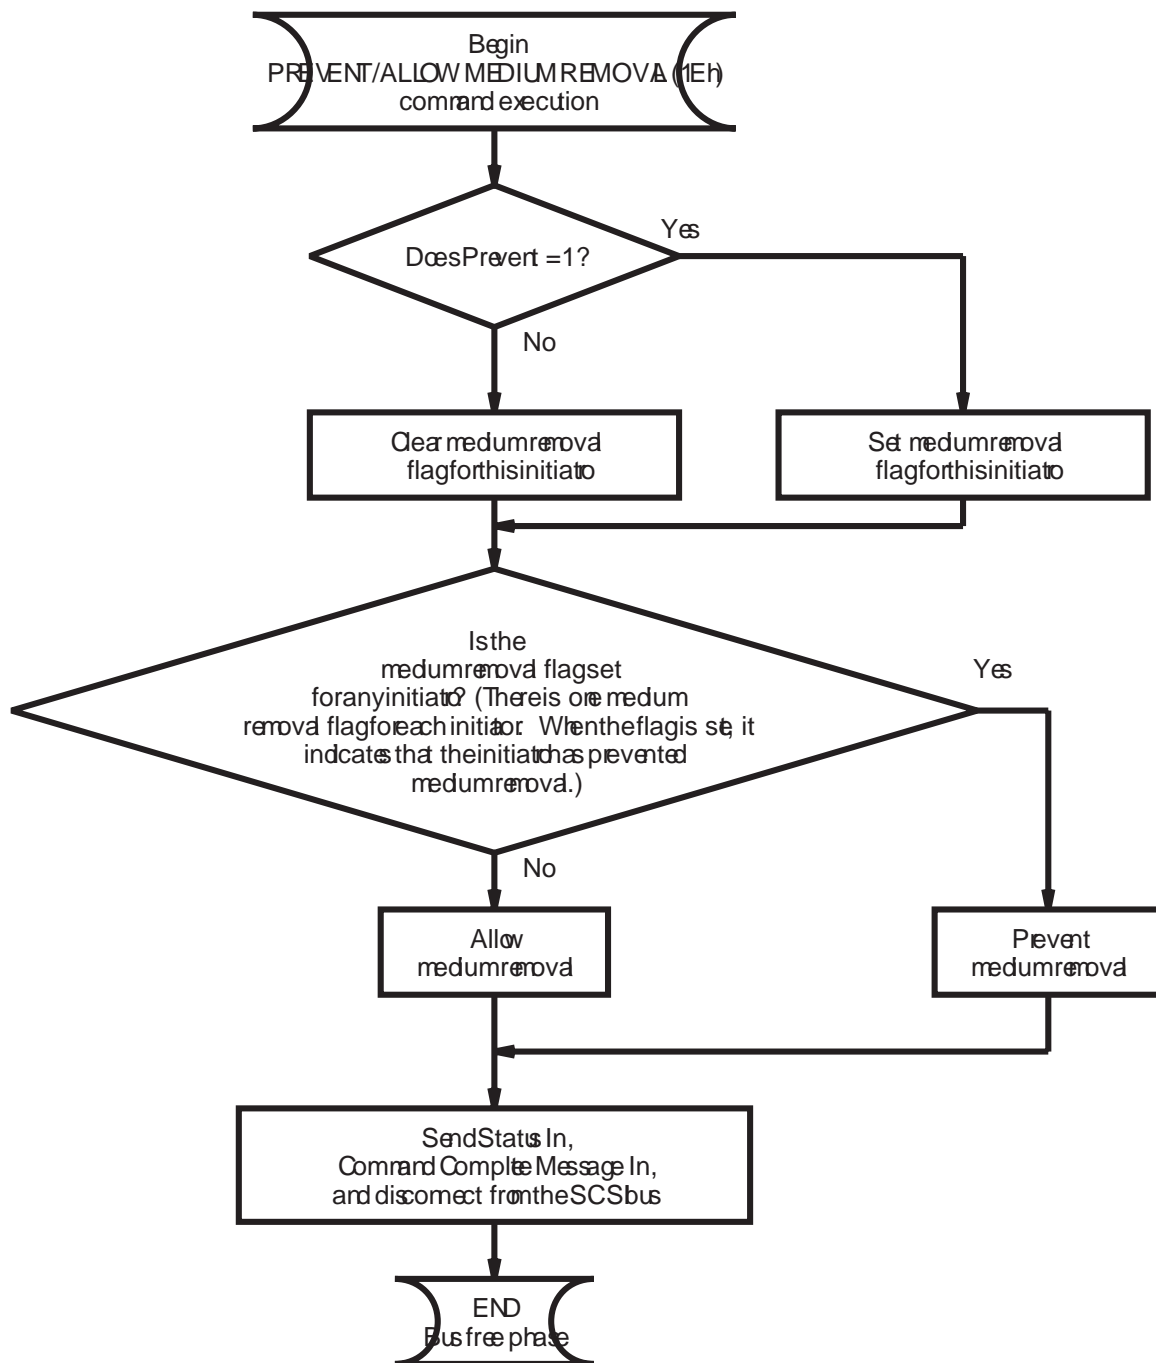 Begin
PREVENT/ALLOW MEDIUM REMOVAL (1Eh)
command execution
Does Prevent = 1?
Yes
No
Clear medium removal
flag for this initiator
Set medium removal
flag for this initiator
Is the
medium removal flag set
for any initiator? (There is one medium
removal flag for each initiator. When the flag is set, it
indicates that the initiator has prevented
medium removal.)
Yes
No
Allow
medium removal
Prevent
medium removal
Send Status In,
Command Complete Message In,
and disconnect from the SCSI bus
END
Bus free phase